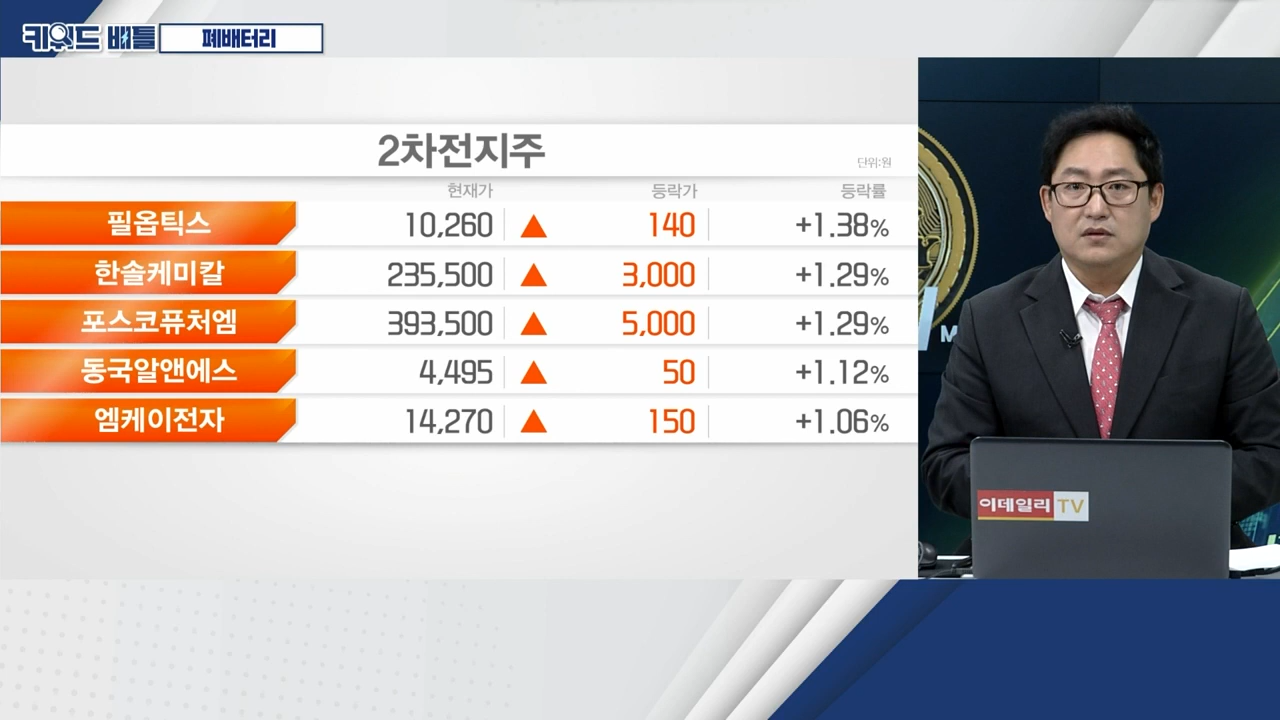 키워드 배틀 폐배터리
2차전지주
단위:원
현재가 등락가 등락률
필옵틱스 10,260 ▲ 140 +1.38%
한솔케미칼 235,500 ▲ 3,000 +1.29%
포스코퓨처엠 393,500 ▲ 5,000 +1.29%
동국알앤에스 4,495 ▲ 50 +1.12%
엠케이전자 14,270 ▲ 150 +1.06%
이데일리 TV